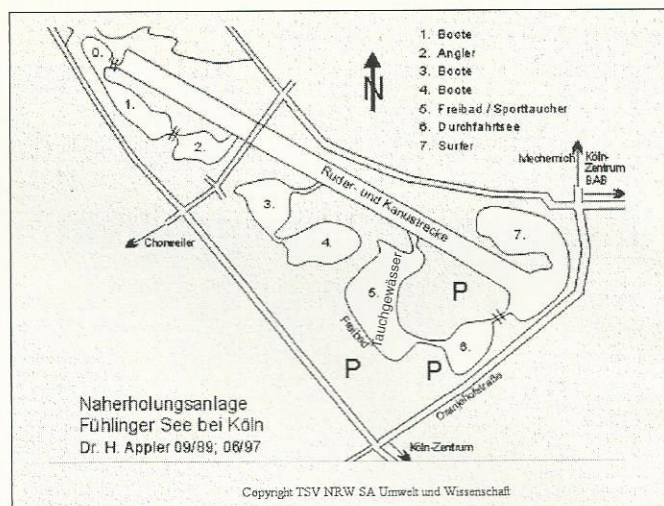 1. Boote
2. Angler
3. Boote
4. Boote
5. Freibad / Sporttaucher
6. Durchfahrtsee
7. Surfer
N
0.
1.
2.
3.
4.
5.
6.
7.
Ruder- und Kanustrecke
Mechernich
Köln-
Zentrum
BAB
Chorweiler
Tauchgewässer
Freibad
P
P
P
Köln-Zentrum
Naherholungsanlage
Fühlinger See bei Köln
Dr. H. Appler 09/89; 06/97
Copyright TSV NRW SA Umwelt und Wissenschaft